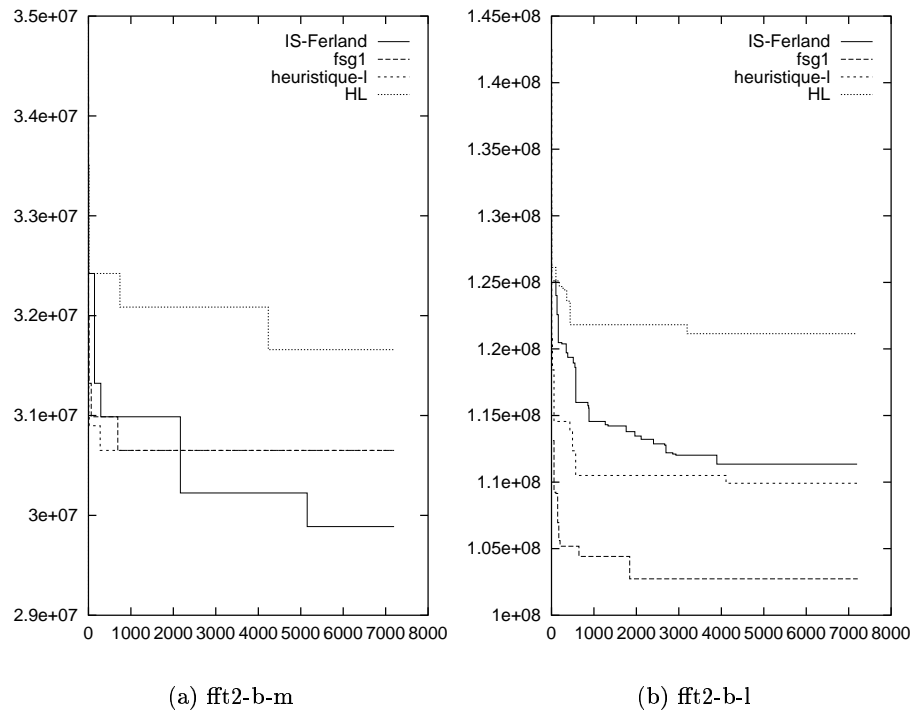 3.5e+07
3.4e+07
3.3e+07
3.2e+07
3.1e+07
3e+07
2.9e+07
0 1000 2000 3000 4000 5000 6000 7000 8000
IS-Ferland
fsg1
heuristique-l
HL
(a) fft2-b-m
1.45e+08
1.4e+08
1.35e+08
1.3e+08
1.25e+08
1.2e+08
1.15e+08
1.1e+08
1.05e+08
1e+08
0 1000 2000 3000 4000 5000 6000 7000 8000
IS-Ferland
fsg1
heuristique-l
HL
(b) fft2-b-l